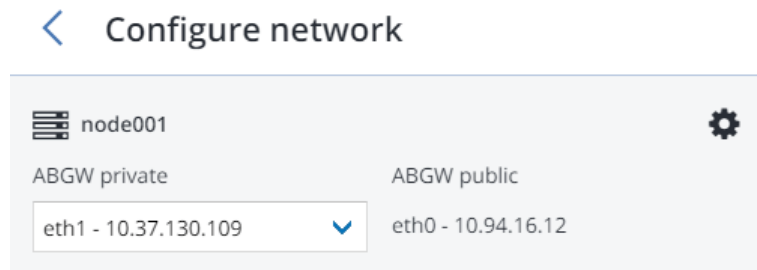 Configure network
node001
ABGW private
ABGW public
eth1 - 10.37.130.109
eth0 - 10.94.16.12